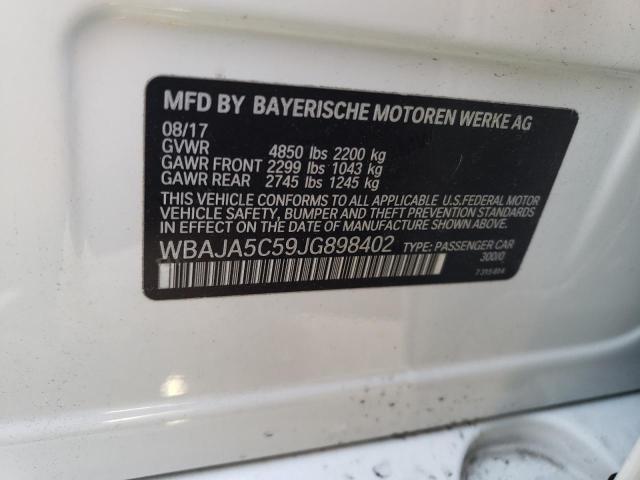 MFD BY BAYERISCHE MOTOREN WERKE AG
08/17
GVWR 4850 lbs 2200 kg
GAWR FRONT 2299 lbs 1043 kg
GAWR REAR 2745 lbs 1245 kg
THIS VEHICLE CONFORMS TO ALL APPLICABLE U.S.FEDERAL MOTOR
VEHICLE SAFETY, BUMPER AND THEFT PREVENTION STANDARDS
IN EFFECT ON THE DATE OF MANUFACTURE SHOWN ABOVE.
WBAJA5C59JG898402 TYPE: PASSENGER CAR
300/0